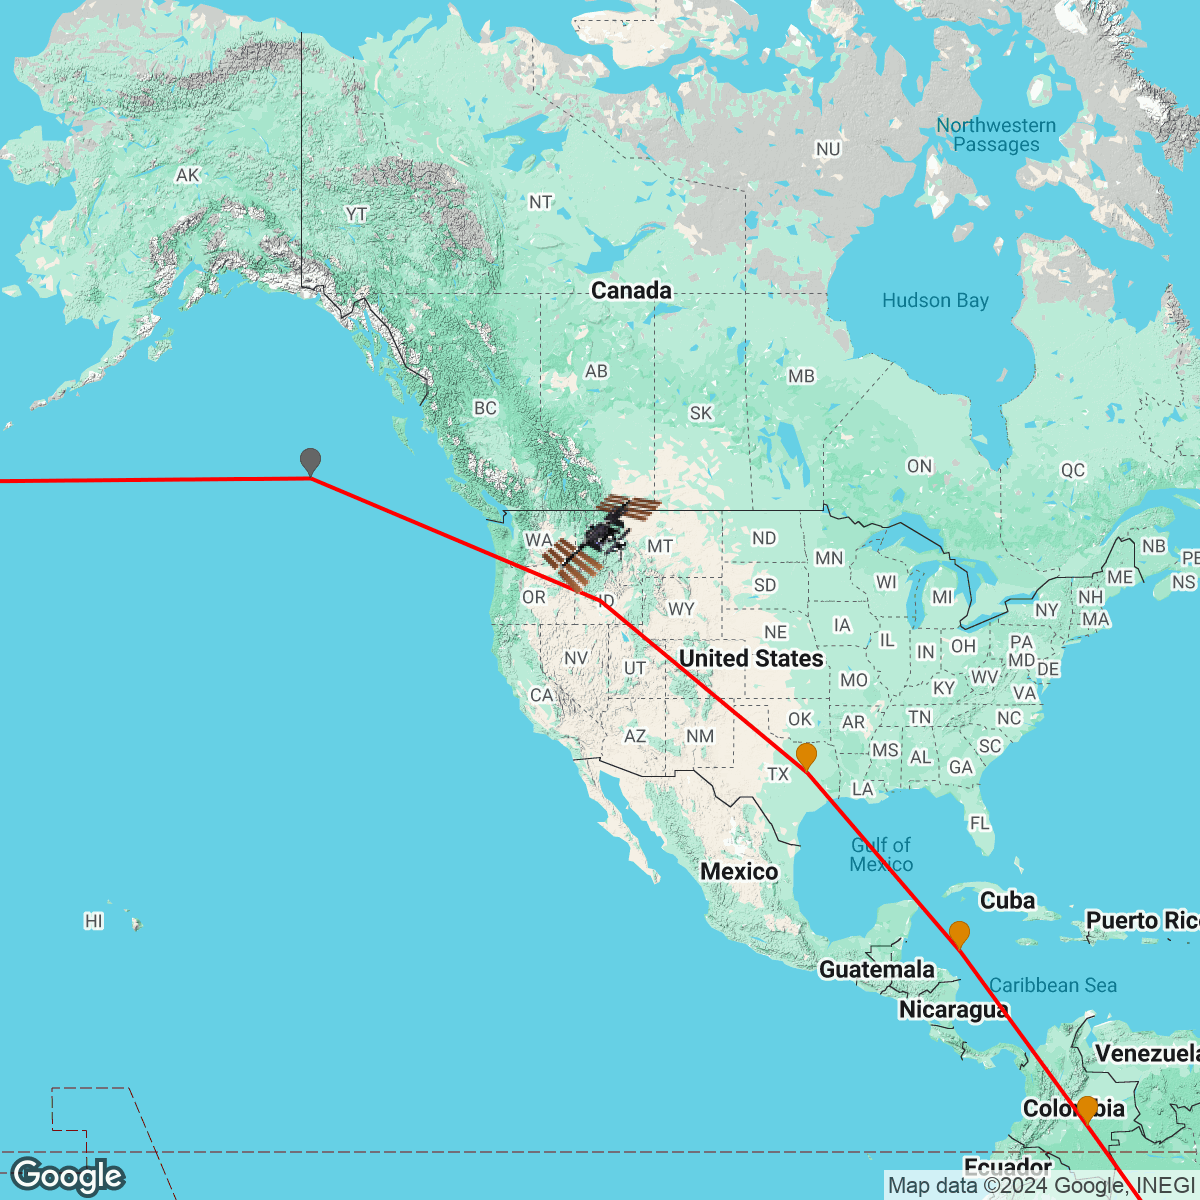 Northwestern
Passages
NU
AK
NT
YT
Canada
Hudson Bay
AB
MB
BC
SK
ON
QC
WA
MT
ND
NB
PE
MN
ME
SD
WI
NS
OR
ID
MI
NH
WY
NY
MA
IA
NE
IL
OH
PA
IN
NV
United States
MD
UT
DE
WV
MO
KY
CA
VA
OK
AR
TN
NC
AZ
NM
MS
AL
SC
TX
GA
LA
FL
Gulf of
Mexico
Mexico
Cuba
HI
Puerto Rico
Guatemala
Caribbean Sea
Nicaragua
Venezuela
Colombia
Ecuador
Google
Map data ©2024 Google, INEGI